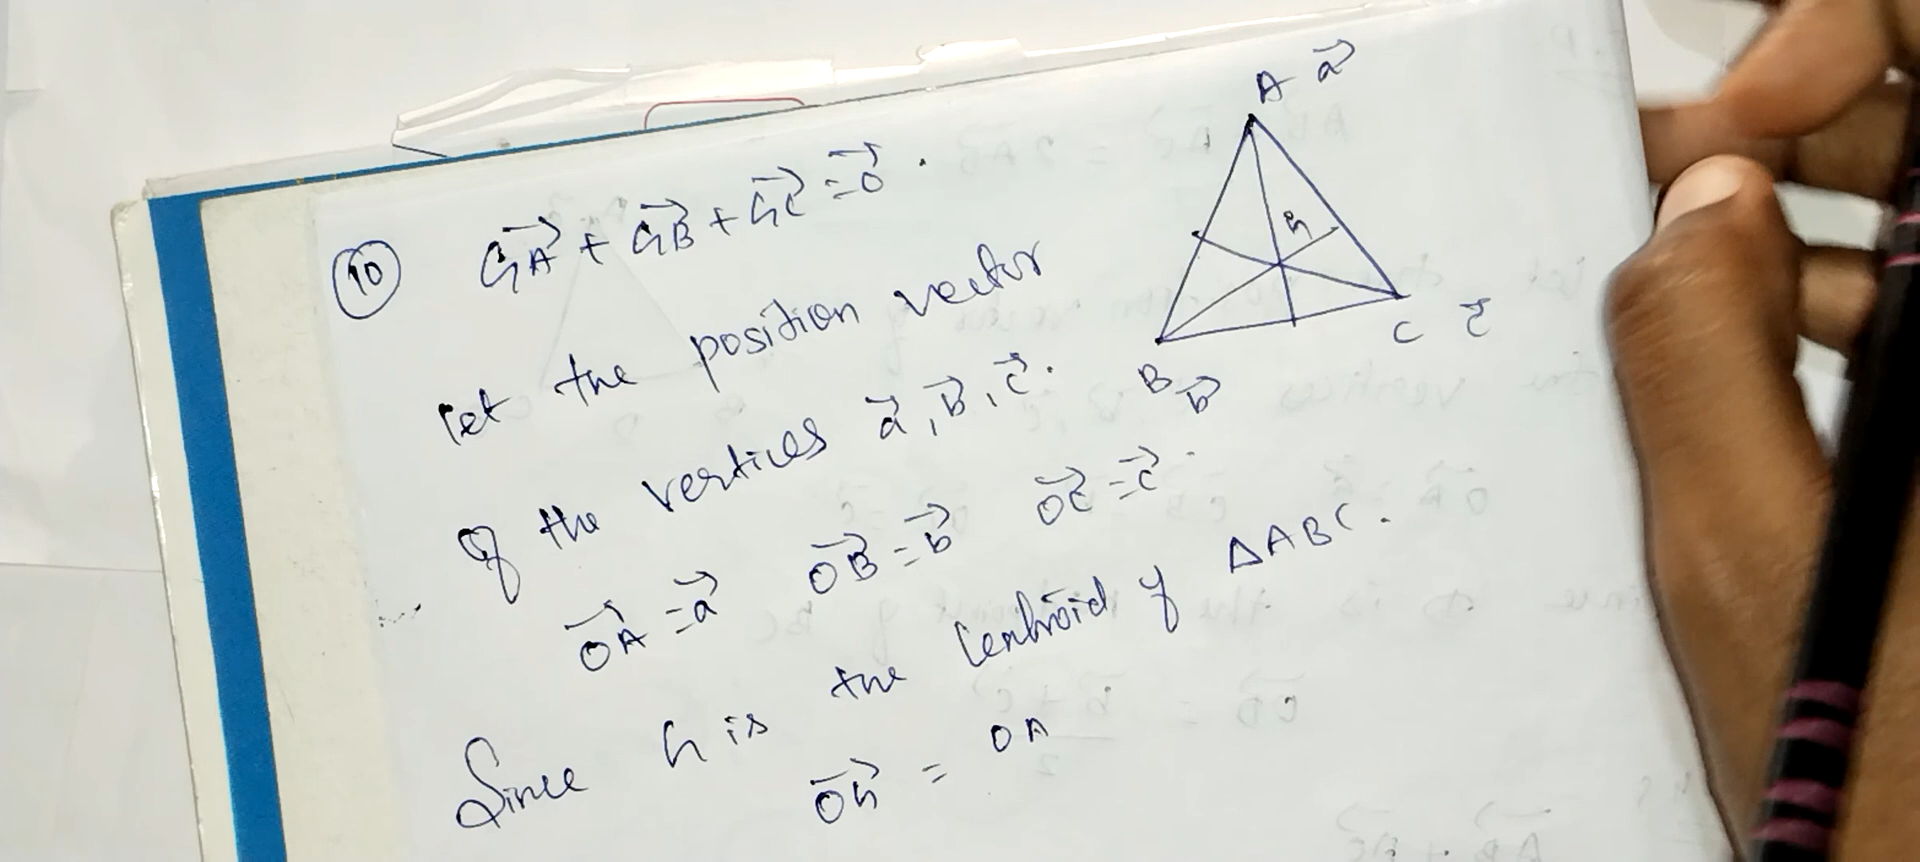 (10) GA⃗ + GB⃗ + GC⃗ = 0⃗ .
let the position vector
of the vertices a⃗, b⃗, c⃗.
OA⃗ = a⃗ OB⃗ = b⃗ OC⃗ = c⃗
Since G is the Centroid of ΔABC.
OG⃗ = OA
A a⃗
G
B b⃗
C c⃗